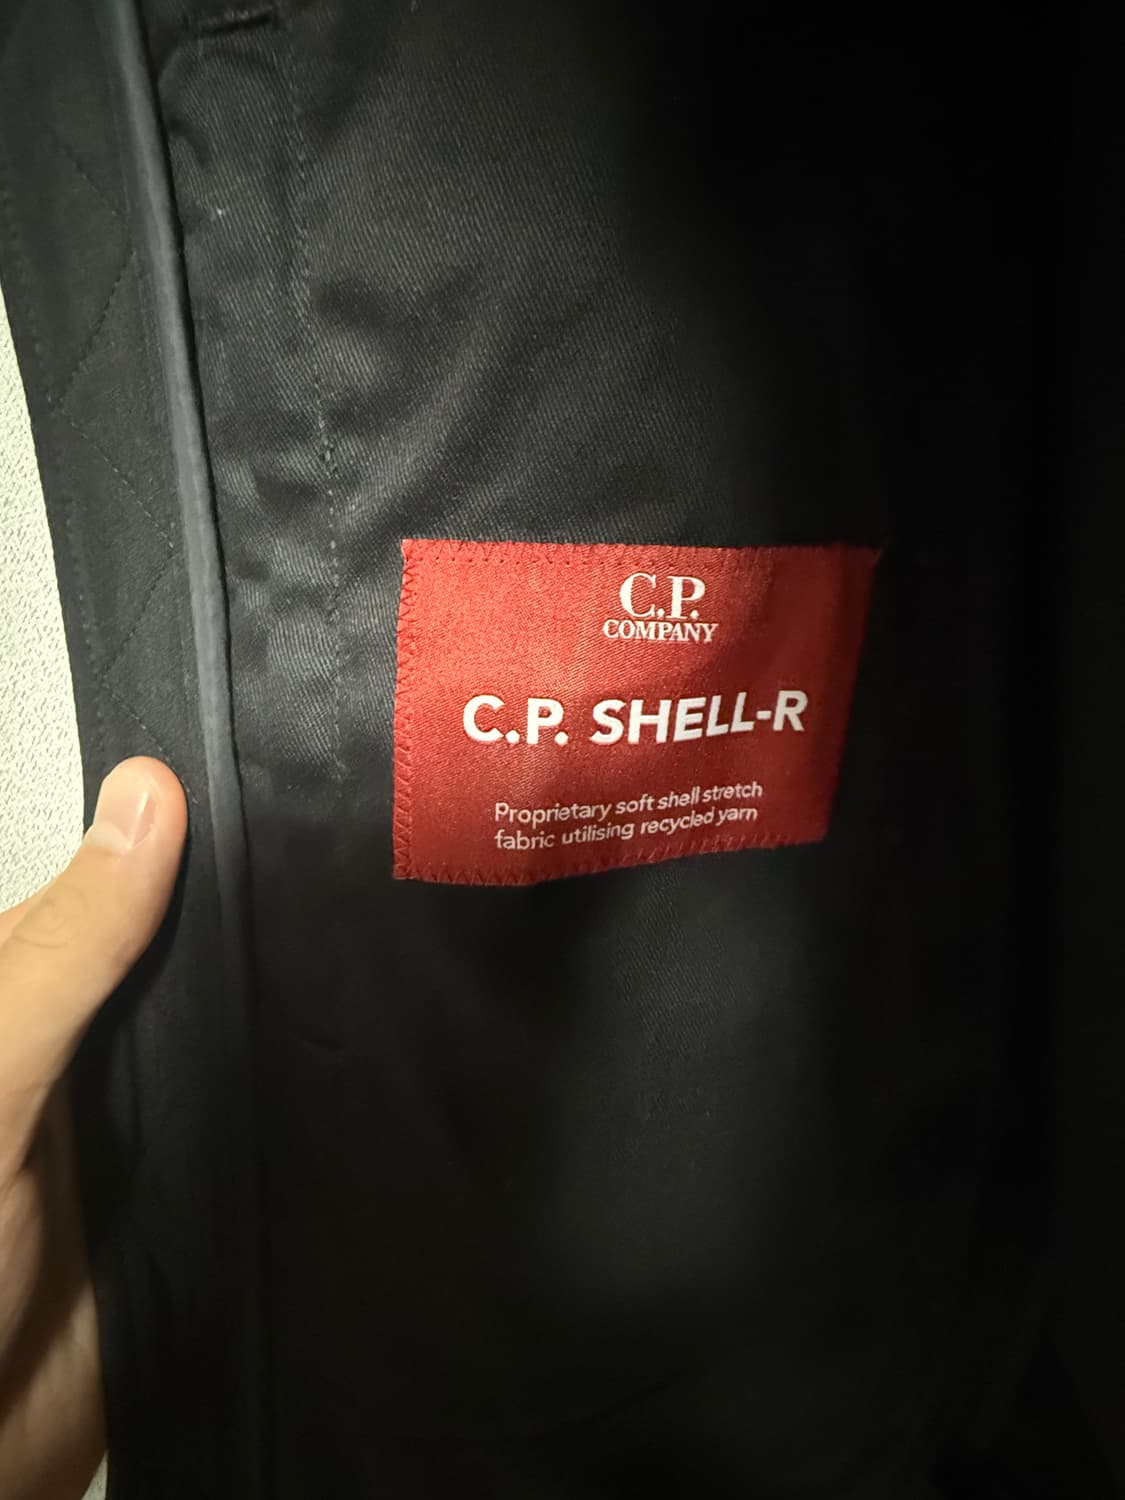 C.P.
COMPANY
C.P. SHELL-R
Proprietary soft shell stretch
fabric utilising recycled yarn